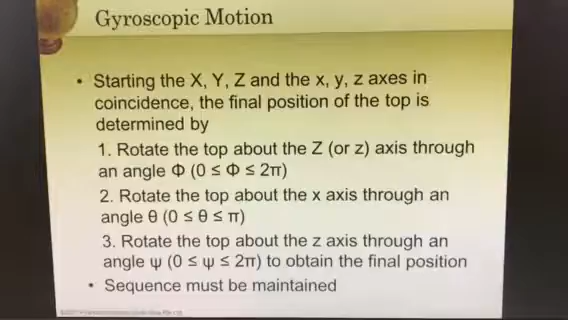 Gyroscopic Motion
• Starting the X, Y, Z and the x, y, z axes in
coincidence, the final position of the top is
determined by
1. Rotate the top about the Z (or z) axis through
an angle Φ (0 ≤ Φ ≤ 2π)
2. Rotate the top about the x axis through an
angle θ (0 ≤ θ ≤ π)
3. Rotate the top about the z axis through an
angle ψ (0 ≤ ψ ≤ 2π) to obtain the final position
• Sequence must be maintained